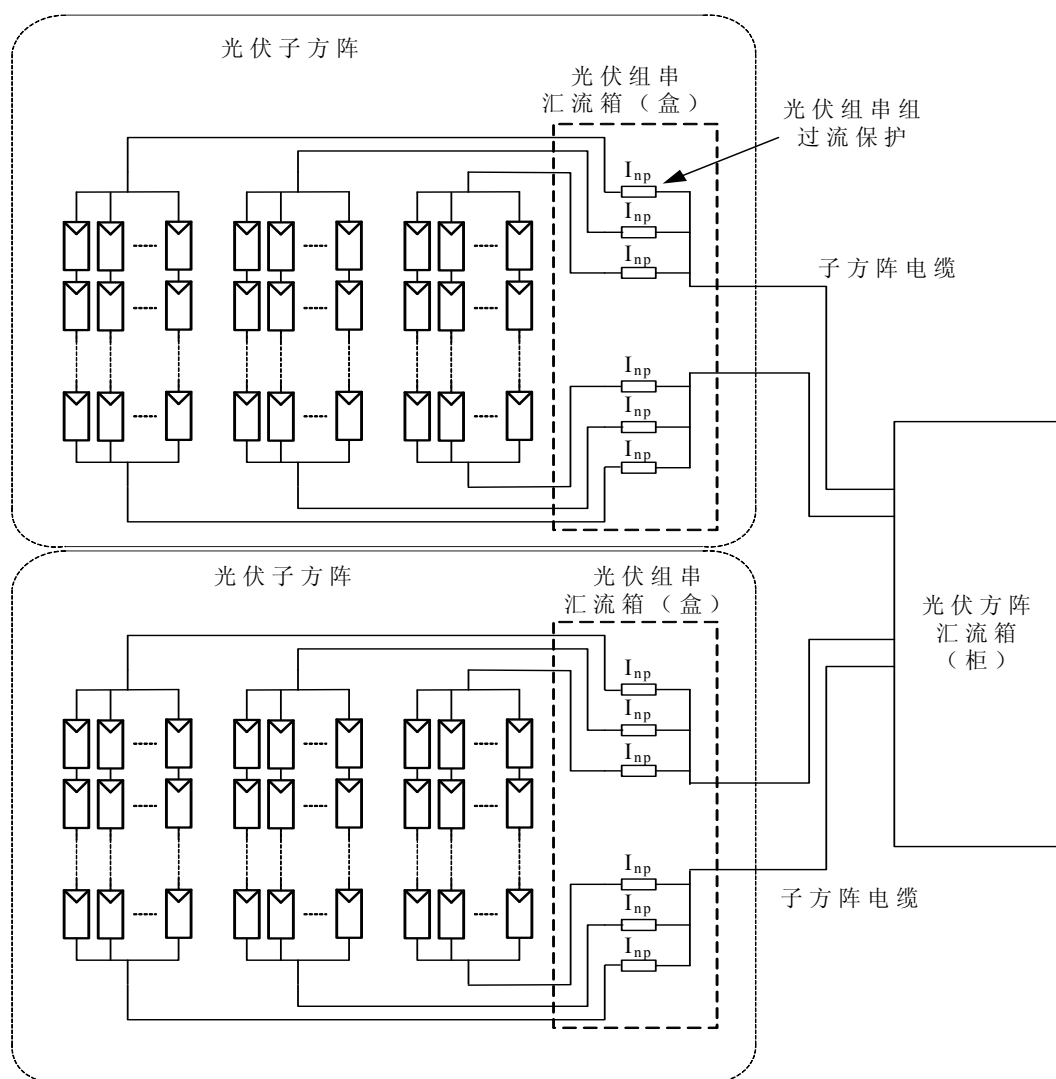 光伏子方阵
光伏组串
汇流箱（盒）
光伏组串组
过流保护
Inp
Inp
Inp
子方阵电缆
Inp
Inp
Inp
光伏子方阵
光伏组串
汇流箱（盒）
光伏方阵
汇流箱
（柜）
Inp
Inp
Inp
Inp
Inp
Inp
子方阵电缆